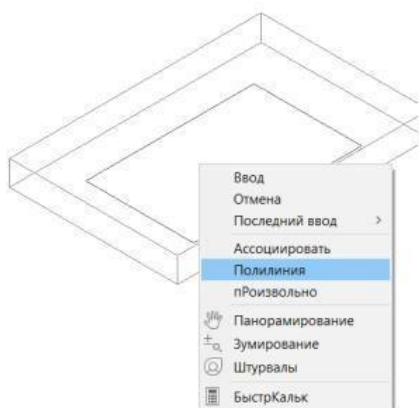 Ввод
Отмена
Последний ввод
Ассоциировать
Полилиния
пРоизвольно
Панорамирование
Зумирование
Штурвалы
БыстрКальк